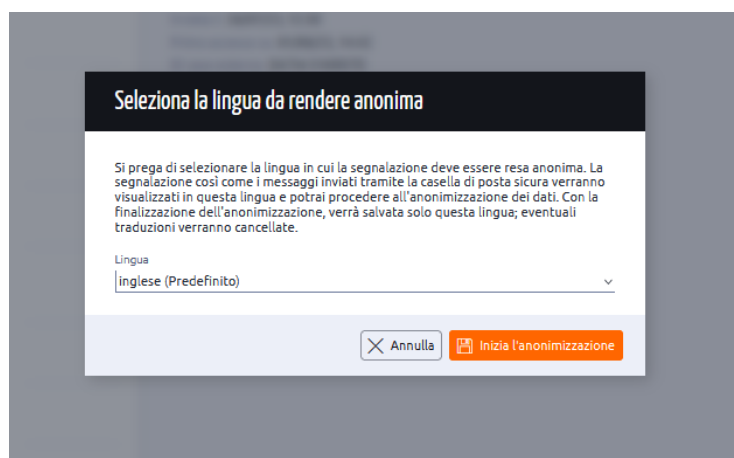 Seleziona la lingua da rendere anonima
Si prega di selezionare la lingua in cui la segnalazione deve essere resa anonima. La
segnalazione così come i messaggi inviati tramite la casella di posta sicura verranno
visualizzati in questa lingua e potrai procedere all'anonimizzazione dei dati. Con la
finalizzazione dell'anonimizzazione, verrà salvata solo questa lingua; eventuali
traduzioni verranno cancellate.
Lingua
inglese (Predefinito)
Annulla
Inizia l'anonimizzazione